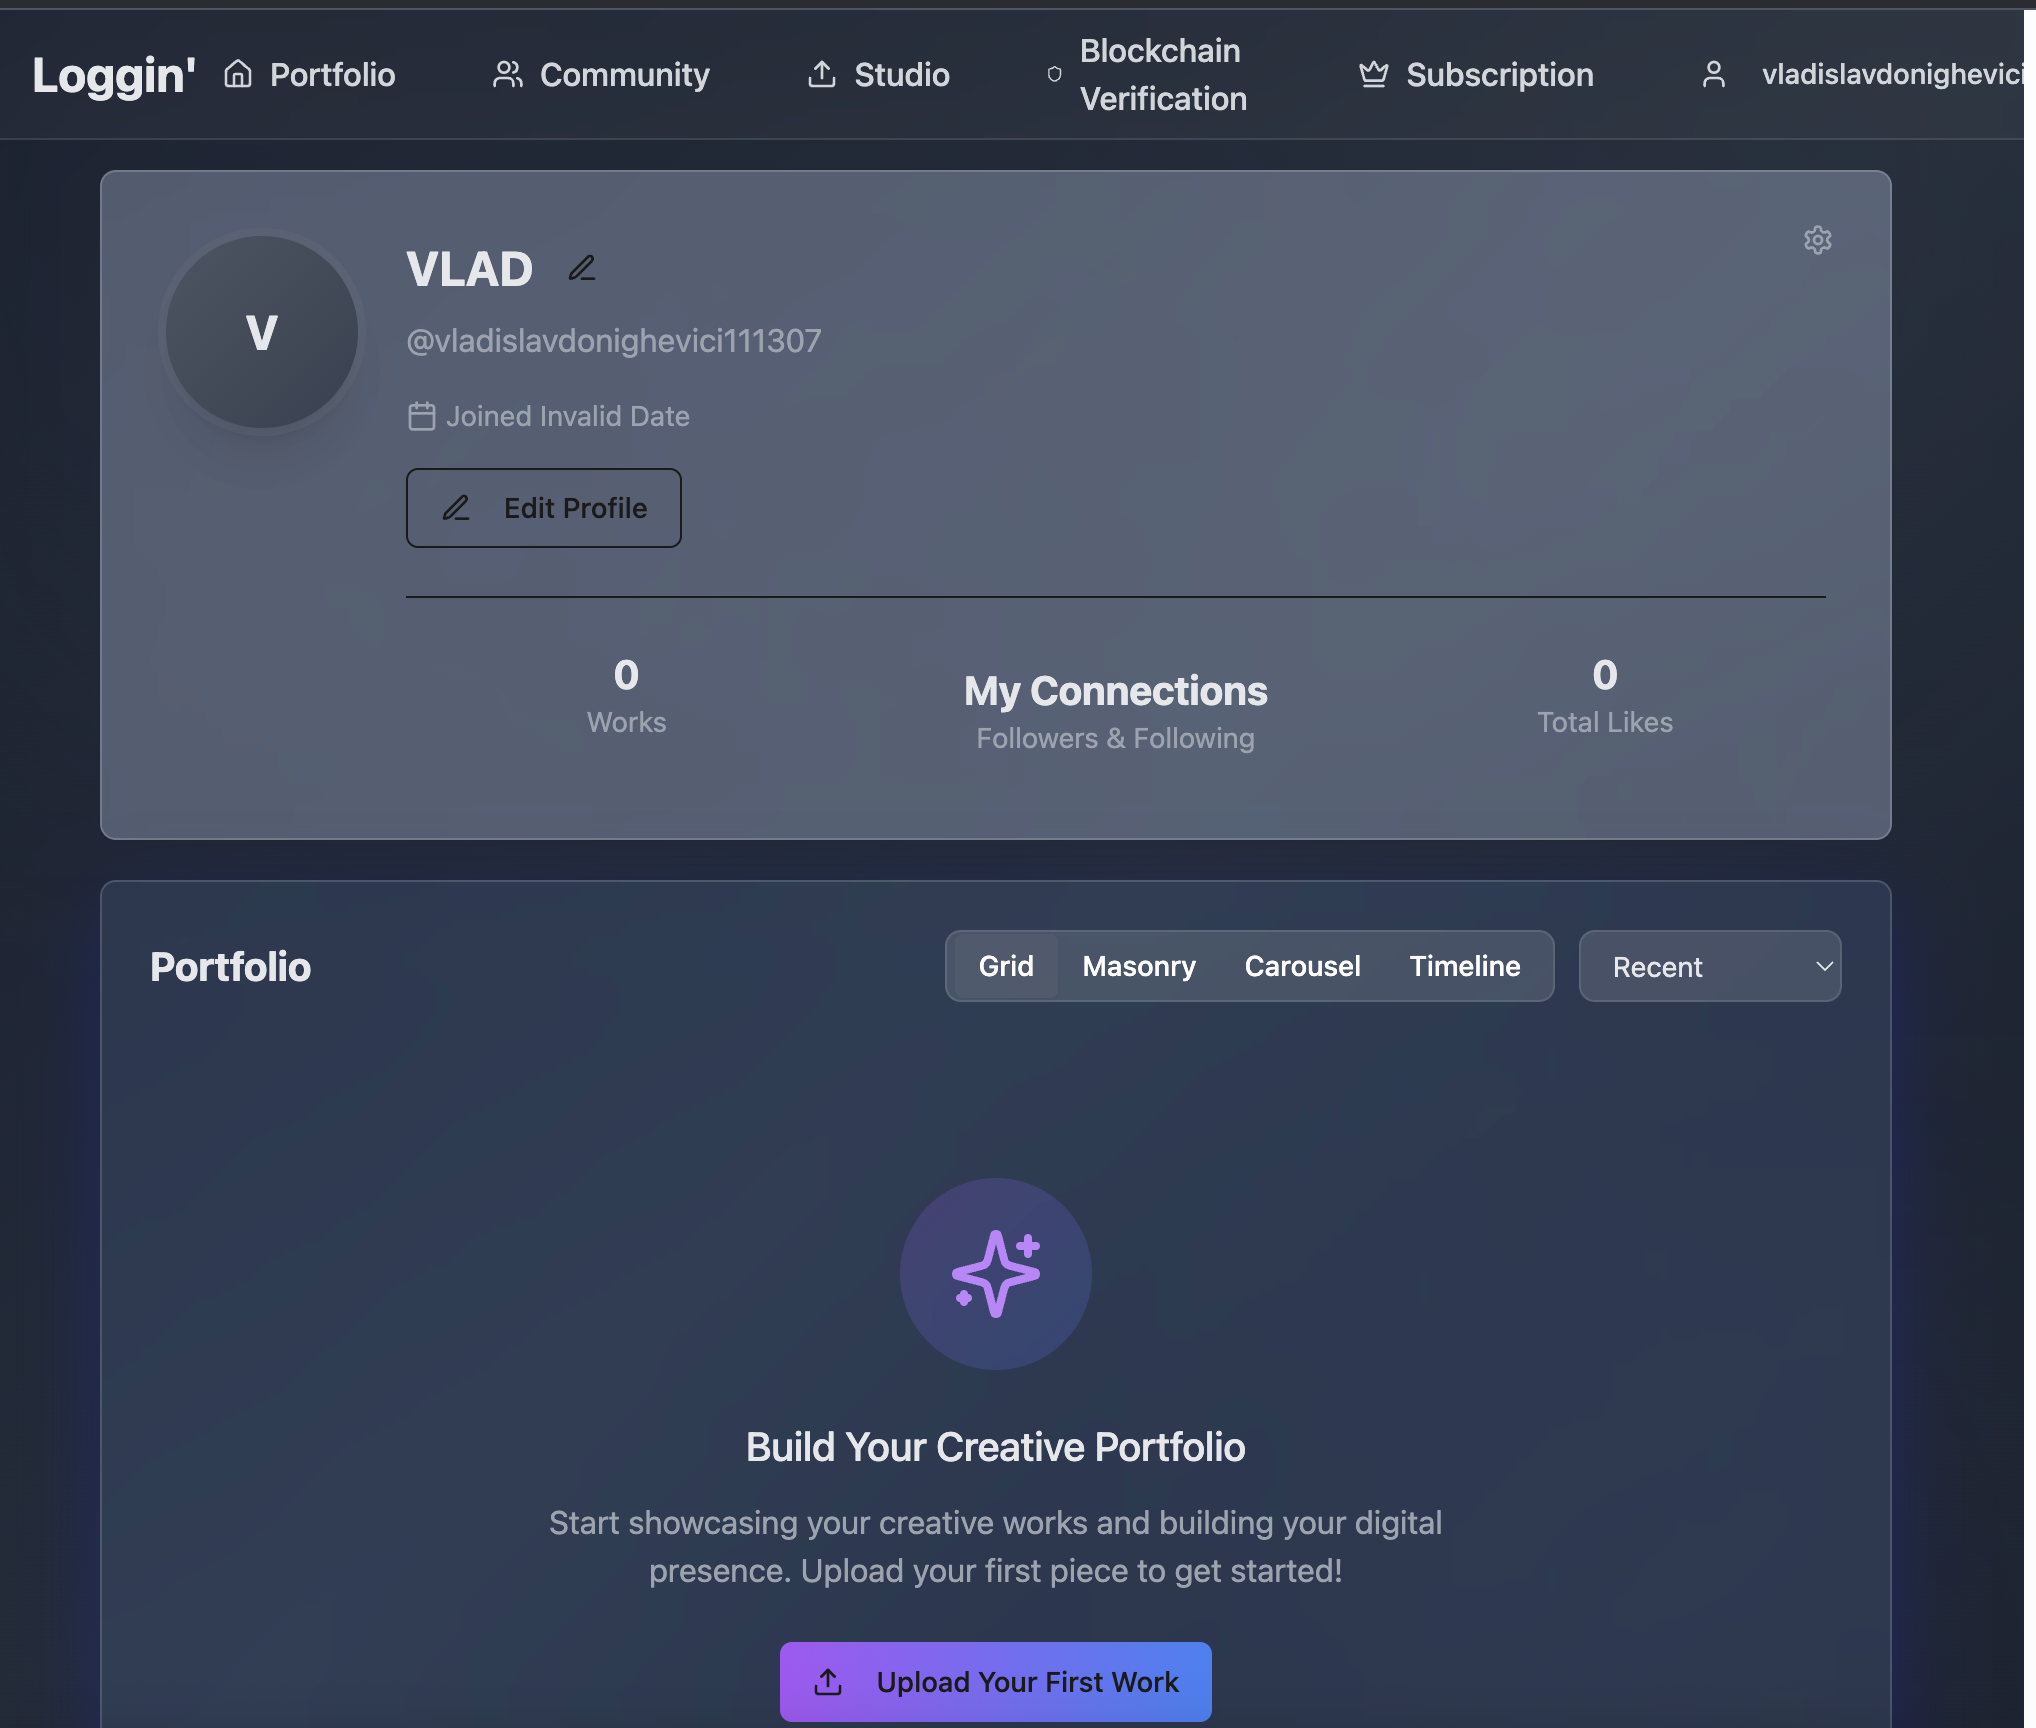 Loggin'
Portfolio
Community
Studio
Blockchain
Verification
Subscription
vladislavdonighevici
V
VLAD
@vladislavdonighevici111307
Joined Invalid Date
Edit Profile
0
Works
My Connections
Followers & Following
0
Total Likes
Portfolio
Grid
Masonry
Carousel
Timeline
Recent
Build Your Creative Portfolio
Start showcasing your creative works and building your digital
presence. Upload your first piece to get started!
Upload Your First Work